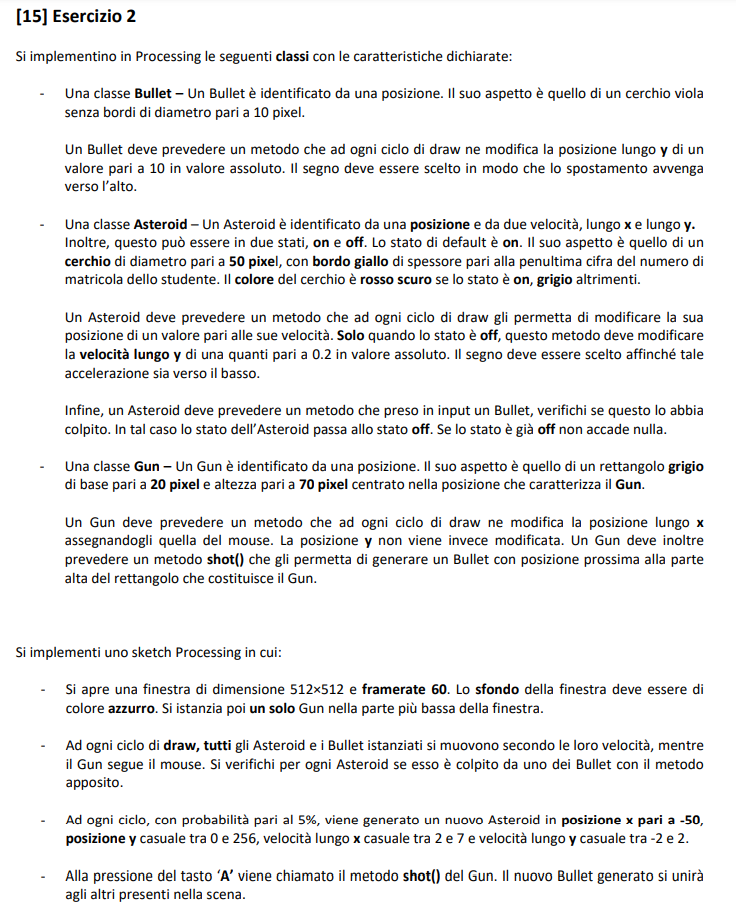 [15] Esercizio 2
Si implementino in Processing le seguenti classi con le caratteristiche dichiarate:
- Una classe Bullet – Un Bullet è identificato da una posizione. Il suo aspetto è quello di un cerchio viola
senza bordi di diametro pari a 10 pixel.
Un Bullet deve prevedere un metodo che ad ogni ciclo di draw ne modifica la posizione lungo y di un
valore pari a 10 in valore assoluto. Il segno deve essere scelto in modo che lo spostamento avvenga
verso l'alto.
- Una classe Asteroid – Un Asteroid è identificato da una posizione e da due velocità, lungo x e lungo y.
Inoltre, questo può essere in due stati, on e off. Lo stato di default è on. Il suo aspetto è quello di un
cerchio di diametro pari a 50 pixel, con bordo giallo di spessore pari alla penultima cifra del numero di
matricola dello studente. Il colore del cerchio è rosso scuro se lo stato è on, grigio altrimenti.
Un Asteroid deve prevedere un metodo che ad ogni ciclo di draw gli permetta di modificare la sua
posizione di un valore pari alle sue velocità. Solo quando lo stato è off, questo metodo deve modificare
la velocità lungo y di una quanti pari a 0.2 in valore assoluto. Il segno deve essere scelto affinché tale
accelerazione sia verso il basso.
Infine, un Asteroid deve prevedere un metodo che preso in input un Bullet, verifichi se questo lo abbia
colpito. In tal caso lo stato dell'Asteroid passa allo stato off. Se lo stato è già off non accade nulla.
- Una classe Gun – Un Gun è identificato da una posizione. Il suo aspetto è quello di un rettangolo grigio
di base pari a 20 pixel e altezza pari a 70 pixel centrato nella posizione che caratterizza il Gun.
Un Gun deve prevedere un metodo che ad ogni ciclo di draw ne modifica la posizione lungo x
assegnandogli quella del mouse. La posizione y non viene invece modificata. Un Gun deve inoltre
prevedere un metodo shot() che gli permetta di generare un Bullet con posizione prossima alla parte
alta del rettangolo che costituisce il Gun.
Si implementi uno sketch Processing in cui:
- Si apre una finestra di dimensione 512×512 e framerate 60. Lo sfondo della finestra deve essere di
colore azzurro. Si istanzia poi un solo Gun nella parte più bassa della finestra.
- Ad ogni ciclo di draw, tutti gli Asteroid e i Bullet istanziati si muovono secondo le loro velocità, mentre
il Gun segue il mouse. Si verifichi per ogni Asteroid se esso è colpito da uno dei Bullet con il metodo
apposito.
- Ad ogni ciclo, con probabilità pari al 5%, viene generato un nuovo Asteroid in posizione x pari a -50,
posizione y casuale tra 0 e 256, velocità lungo x casuale tra 2 e 7 e velocità lungo y casuale tra -2 e 2.
- Alla pressione del tasto 'A' viene chiamato il metodo shot() del Gun. Il nuovo Bullet generato si unirà
agli altri presenti nella scena.